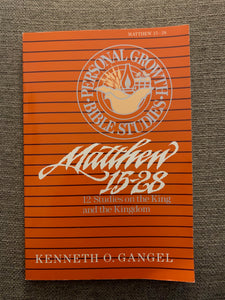 MATTHEW 15-28
PERSONAL GROWTH
BIBLE STUDIES
Matthew
15-28
12 Studies on the King
and the Kingdom
KENNETH O. GANGEL